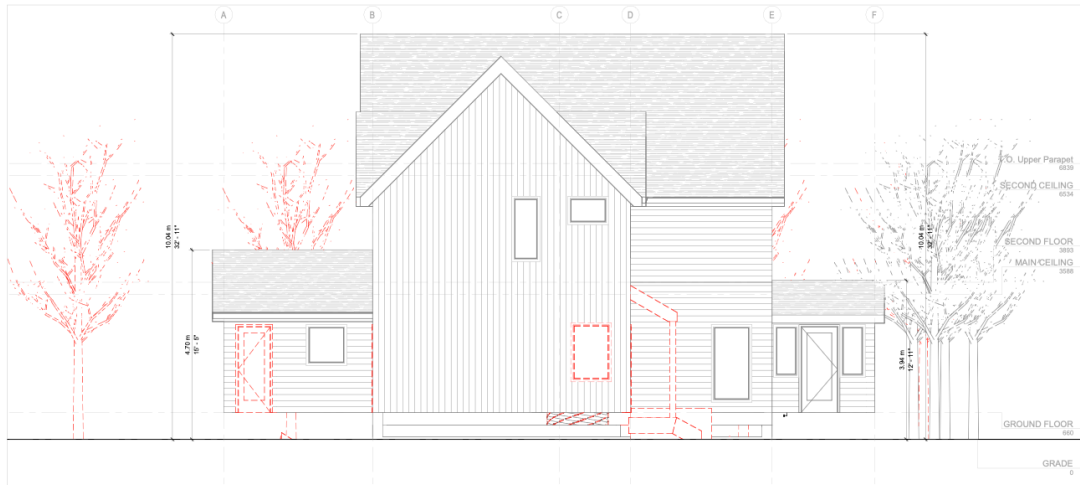 A B C D E F
T.O. Upper Parapet
6839
SECOND CEILING
6534
10.04 m
32' - 11"
10.04 m
32' - 11"
SECOND FLOOR
3893
MAIN CEILING
3588
4.70 m
15' - 5"
3.94 m
12' - 11"
GROUND FLOOR
660
GRADE
0